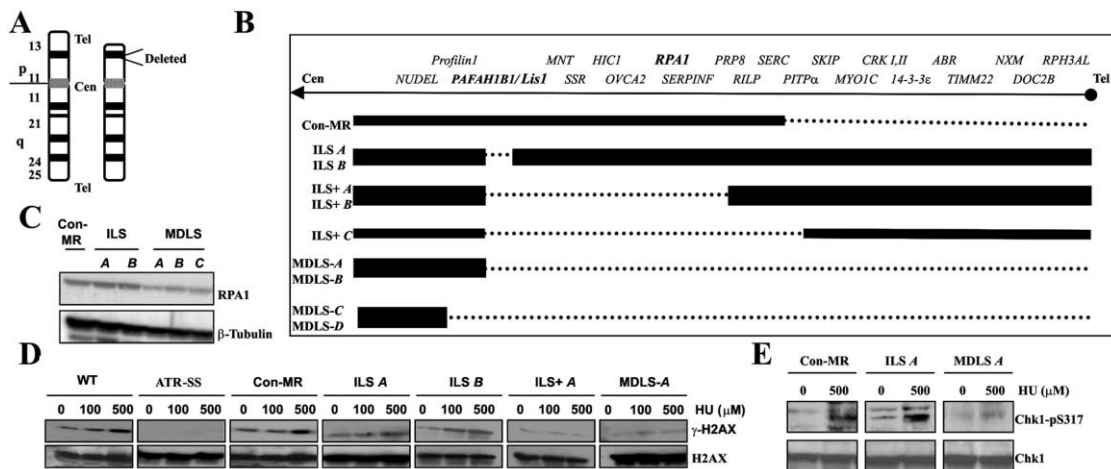 A
Tel
13
Deleted
p
11
Cen
11
21
q
24
25
Tel
B
Profilin1 MNT HIC1 RPA1 PRP8 SERC SKIP CRK I,II ABR NXM RPH3AL
NUDEL PAFAH1B1/Lis1 SSR OVCA2 SERPINF RILP PITPα MYO1C 14-3-3ε TIMM22 DOC2B
Cen Tel
Con-MR
ILS A
ILS B
ILS+ A
ILS+ B
ILS+ C
MDLS-A
MDLS-B
MDLS-C
MDLS-D
C
Con-MR ILS MDLS
A B A B C
RPA1
β-Tubulin
D
WT ATR-SS Con-MR ILS A ILS B ILS+ A MDLS-A
0 100 500 0 100 500 0 100 500 0 100 500 0 100 500 0 100 500 0 100 500 HU (μM)
γ-H2AX
H2AX
E
Con-MR ILS A MDLS A
0 500 0 500 0 500 HU (μM)
Chk1-pS317
Chk1